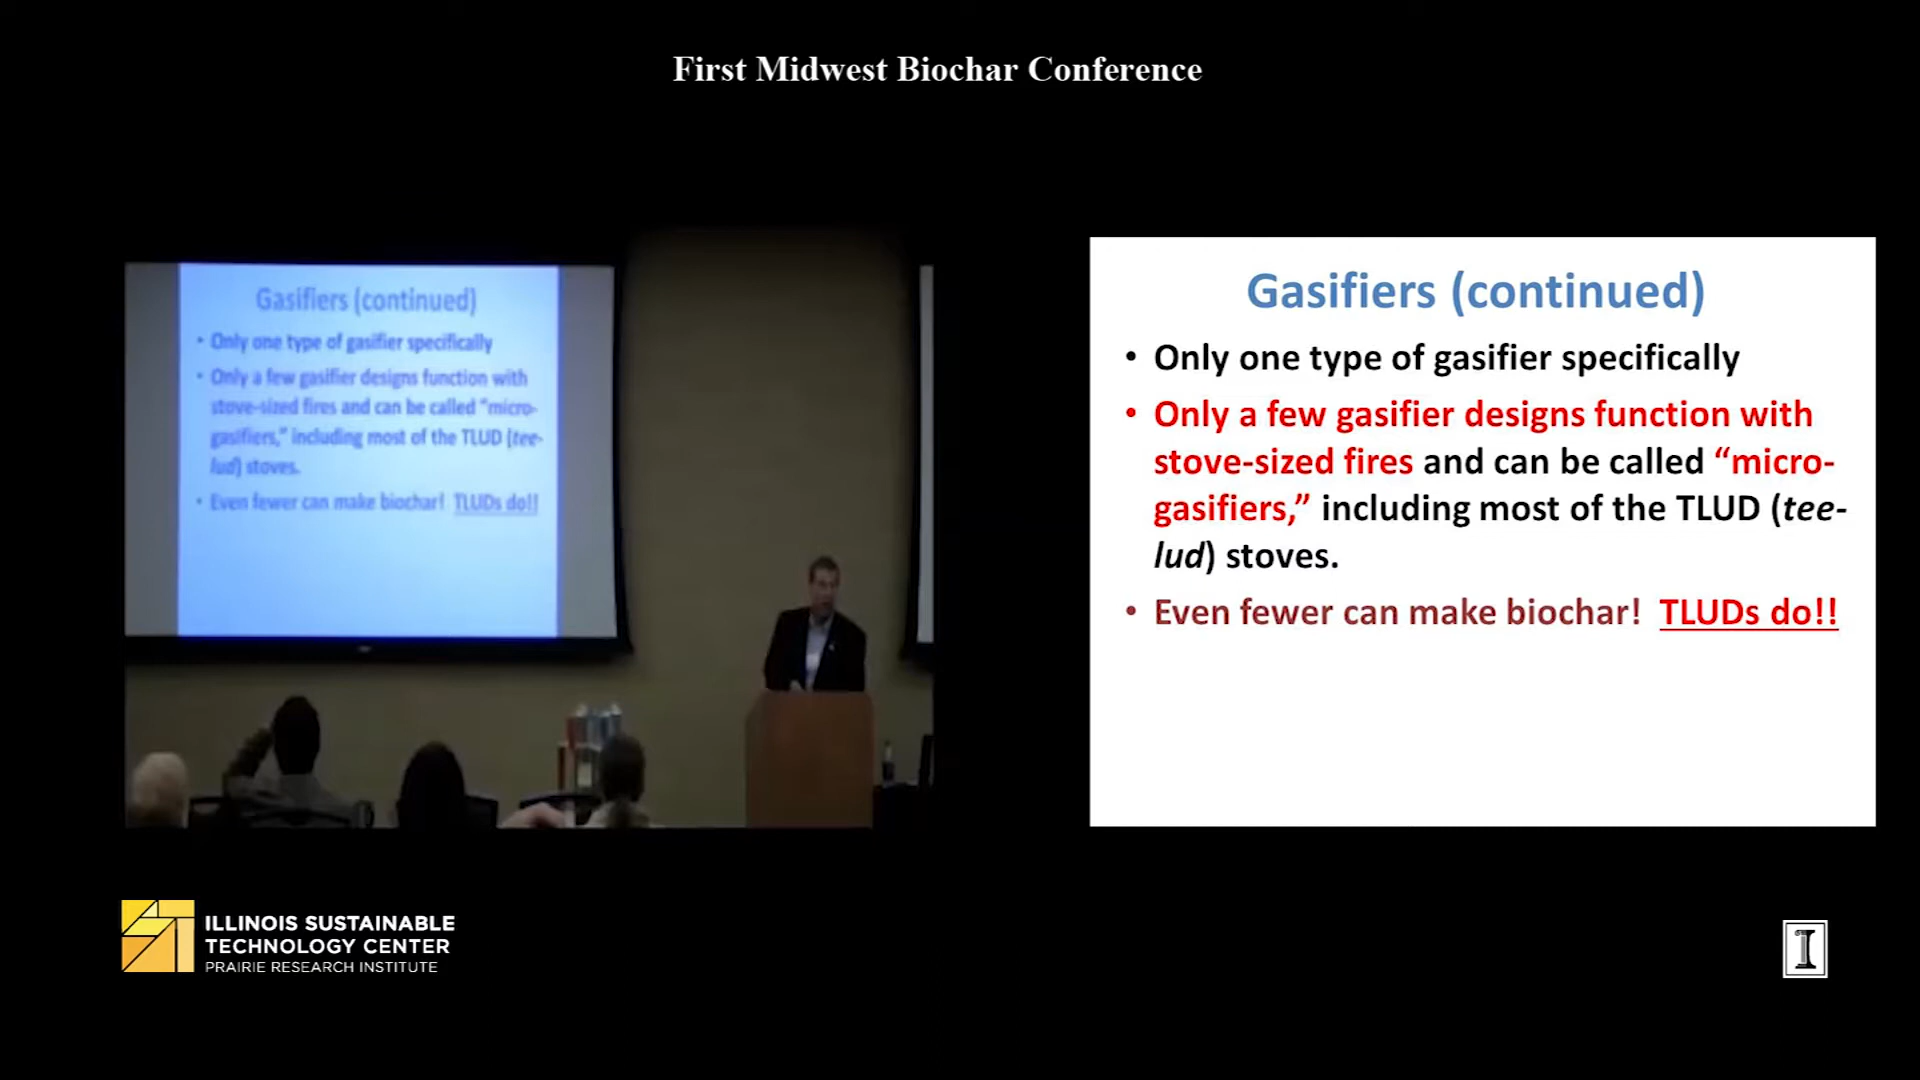 First Midwest Biochar Conference
Gasifiers (continued)
• Only one type of gasifier specifically
• Only a few gasifier designs function with
stove-sized fires and can be called “micro-
gasifiers,” including most of the TLUD (tee-
lud) stoves.
• Even fewer can make biochar! TLUDs do!!
Gasifiers (continued)
• Only one type of gasifier specifically
• Only a few gasifier designs function with
stove-sized fires and can be called “micro-
gasifiers,” including most of the TLUD (tee-
lud) stoves.
• Even fewer can make biochar! TLUDs do!!
ILLINOIS SUSTAINABLE
TECHNOLOGY CENTER
PRAIRIE RESEARCH INSTITUTE
I